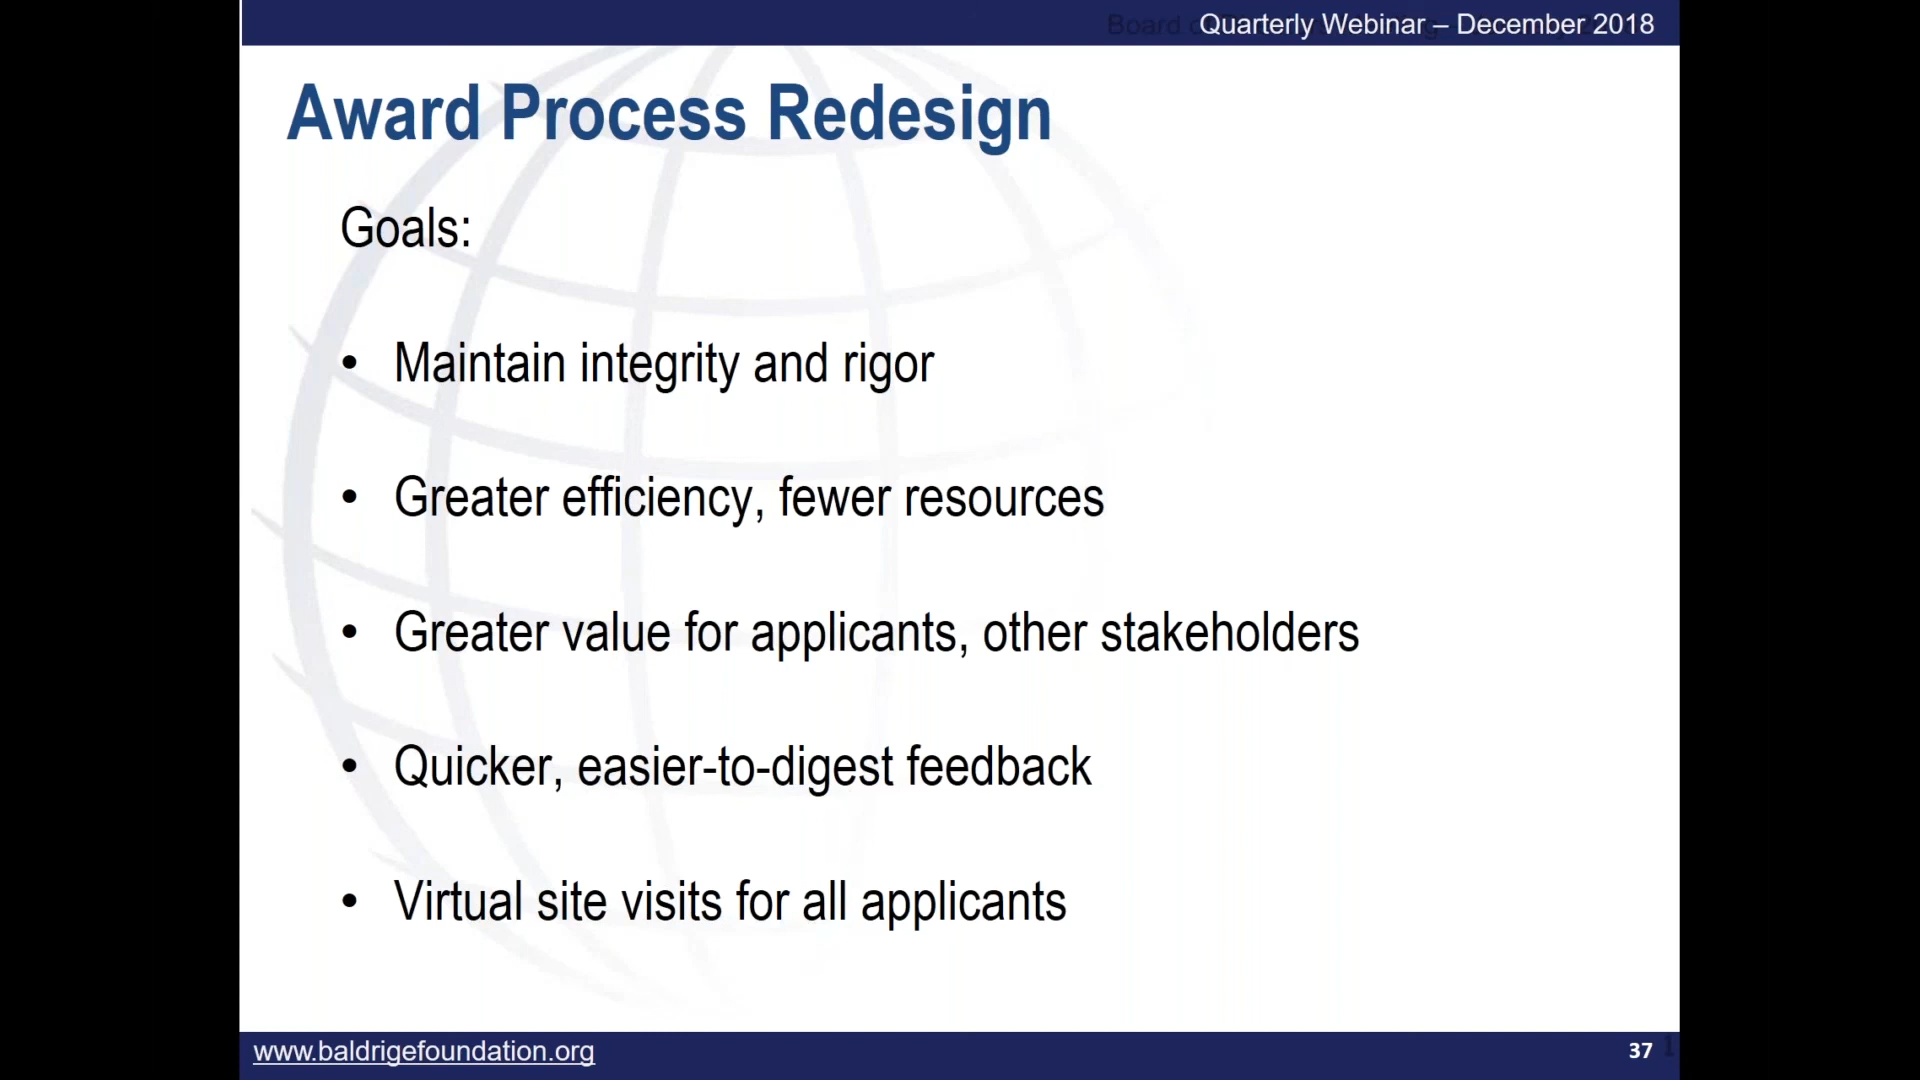 Quarterly Webinar – December 2018
Award Process Redesign
Goals:
• Maintain integrity and rigor
• Greater efficiency, fewer resources
• Greater value for applicants, other stakeholders
• Quicker, easier-to-digest feedback
• Virtual site visits for all applicants
www.baldrigefoundation.org
37